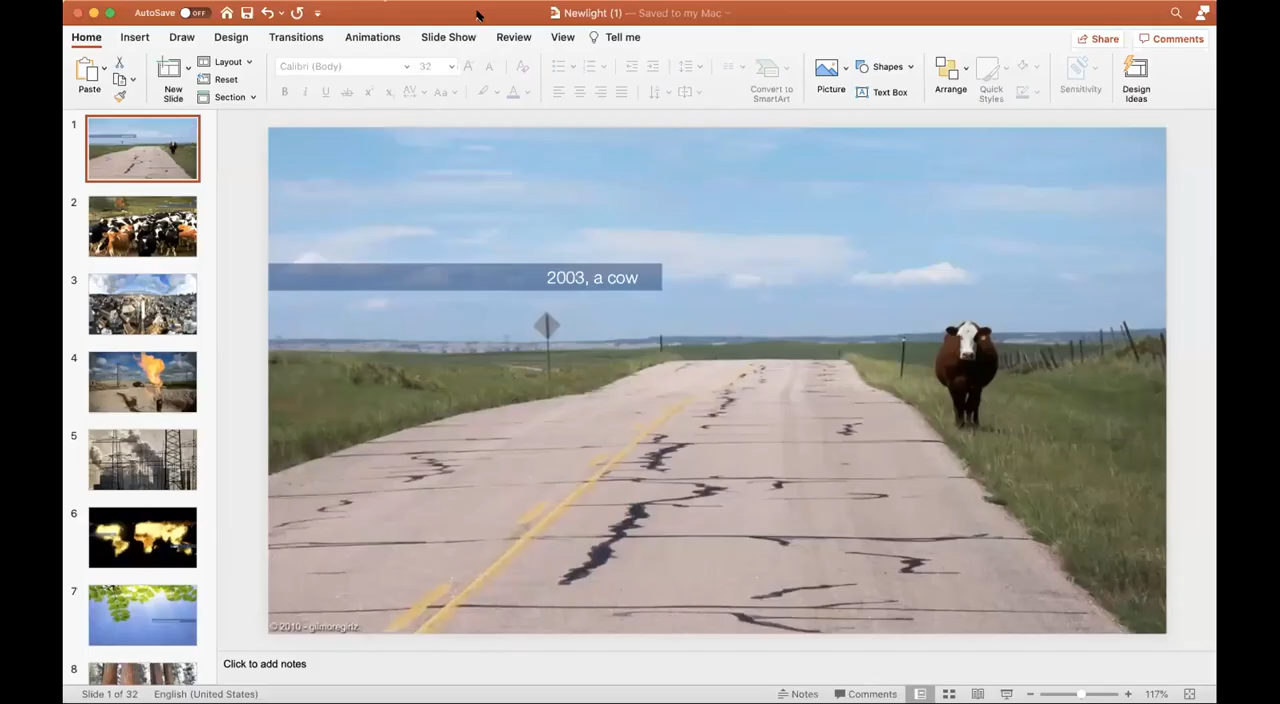 AutoSave OFF
Newlight (1) — Saved to my Mac
Home Insert Draw Design Transitions Animations Slide Show Review View Tell me
Share Comments
Paste
New Slide
Layout
Reset
Section
Calibri (Body) 32
Convert to SmartArt
Picture
Shapes
Text Box
Arrange
Quick Styles
Sensitivity
Design Ideas
1
2
3
4
5
6
7
8
2003, a cow
© 2010 - gilmoregirlz
Click to add notes
Slide 1 of 32 English (United States)
Notes Comments 117%